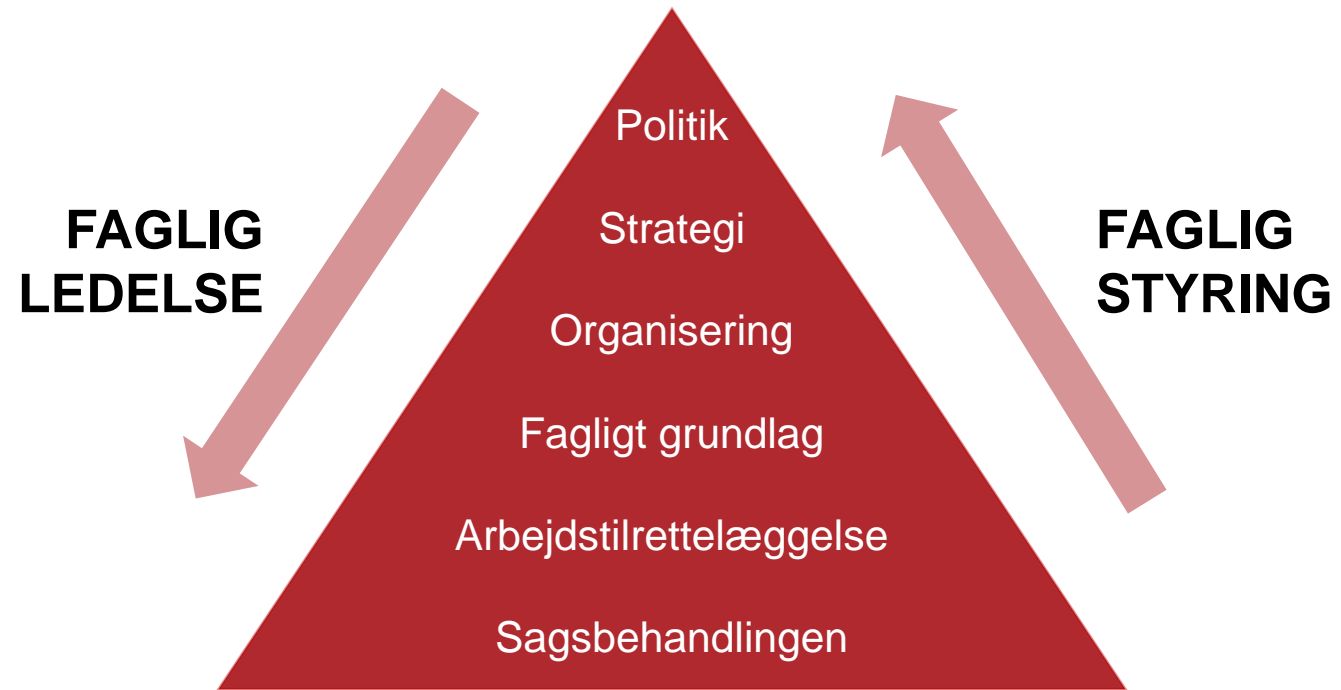 Politik
Strategi
Organisering
Fagligt grundlag
Arbejdstilrettelæggelse
Sagsbehandlingen
FAGLIG
LEDELSE
FAGLIG
STYRING